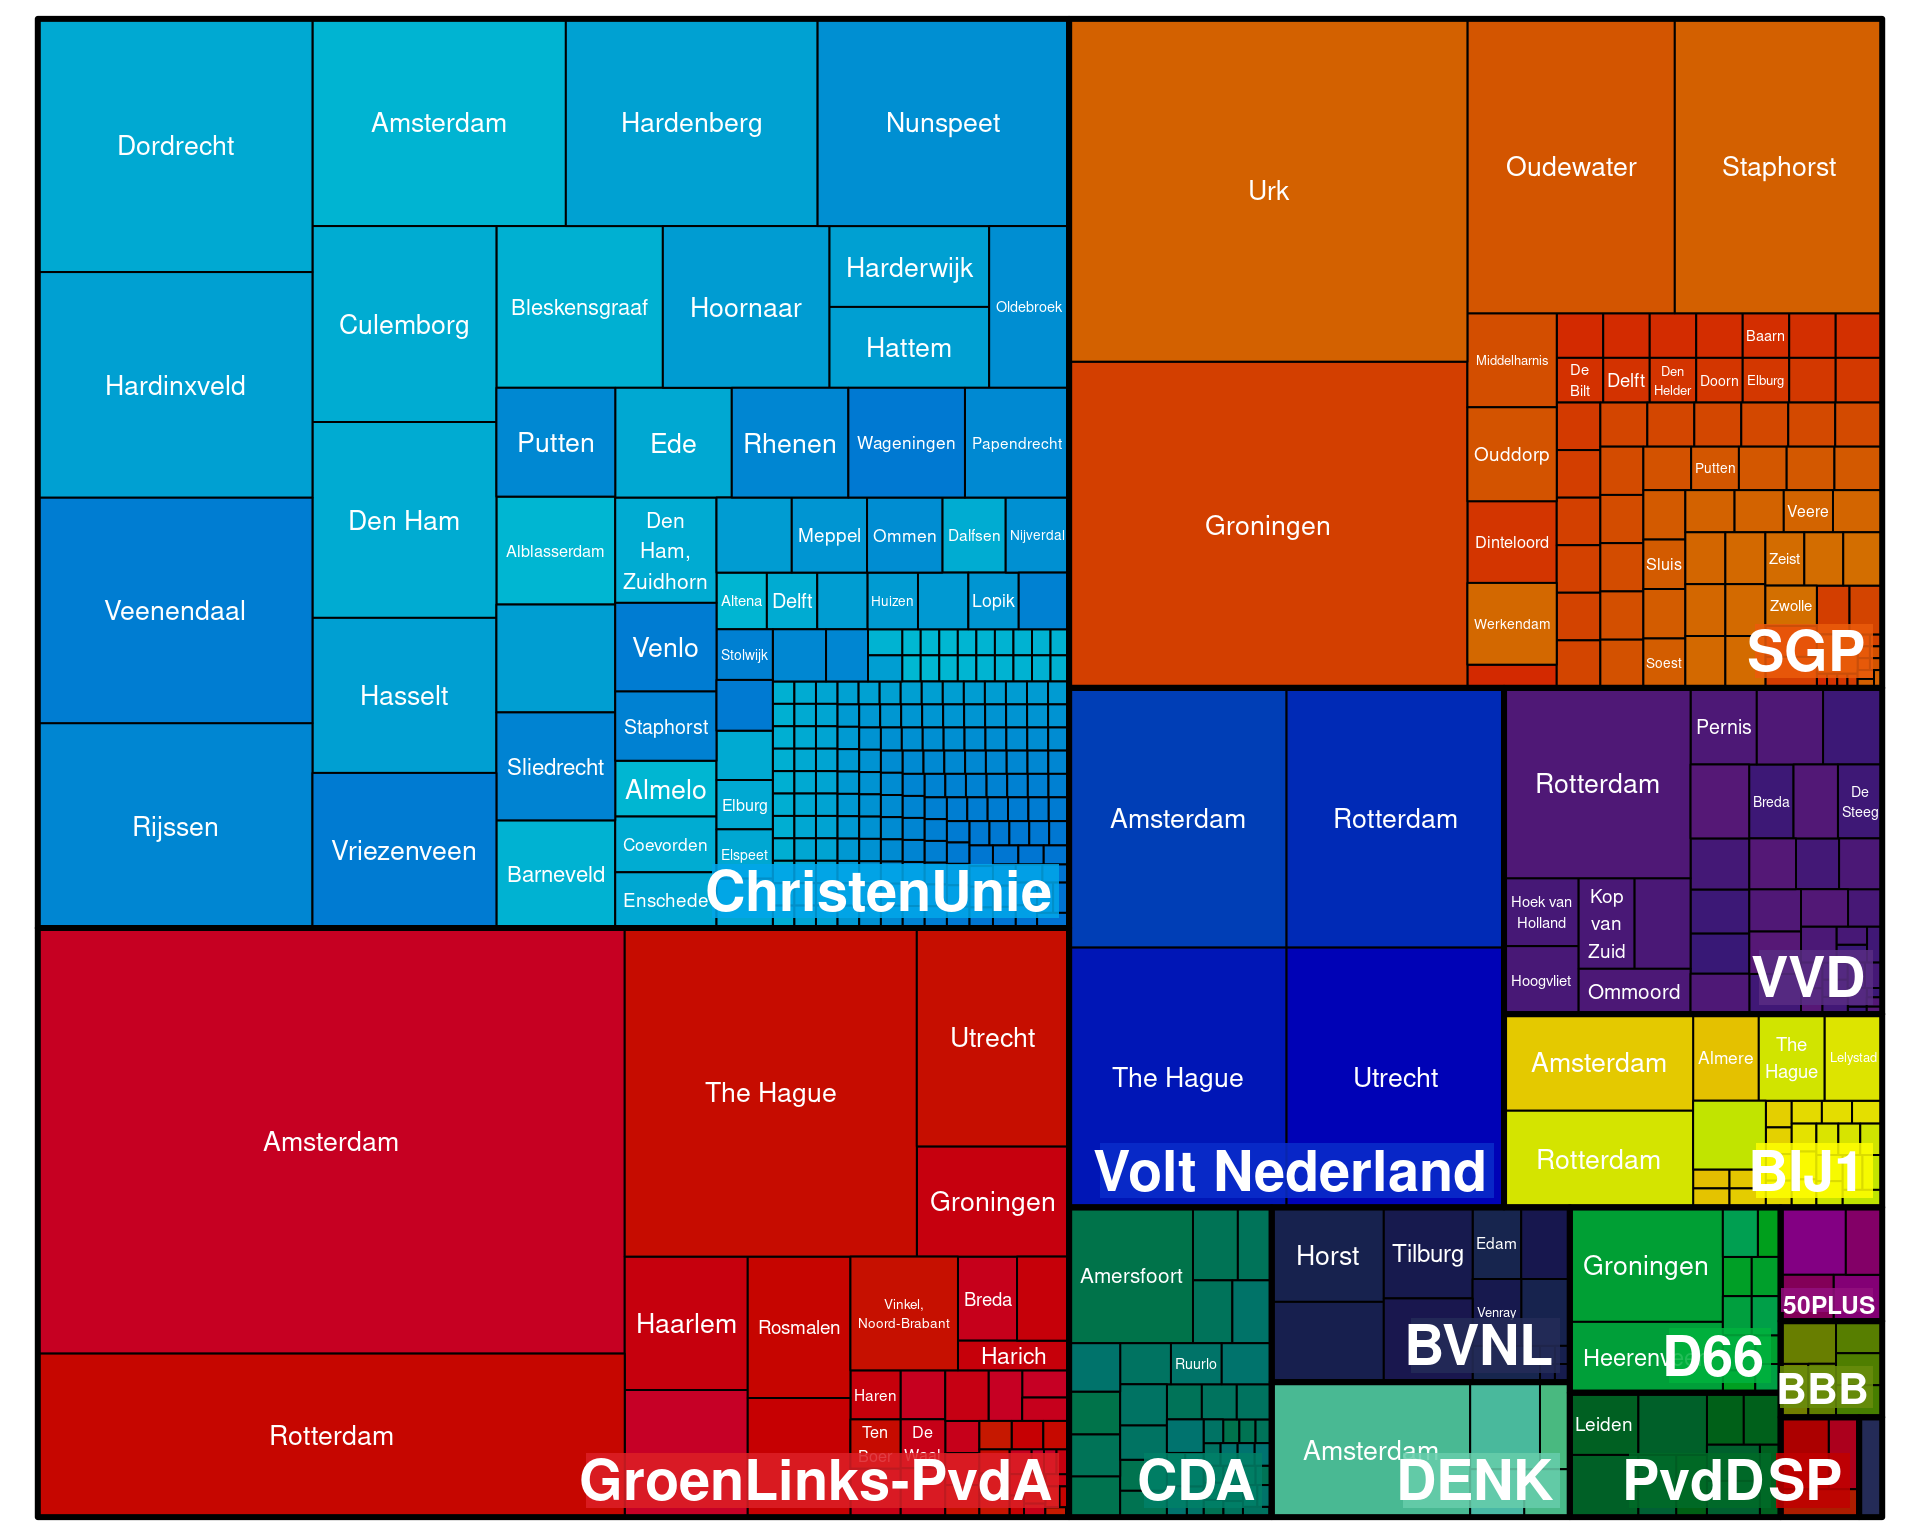 Dordrecht
Amsterdam
Hardenberg
Nunspeet
Hardinxveld
Culemborg
Bleskensgraaf
Hoornaar
Harderwijk
Hattem
Oldebroek
Veenendaal
Den Ham
Putten
Ede
Rhenen
Wageningen
Papendrecht
Alblasserdam
Den
Ham,
Zuidhorn
Meppel
Ommen
Dalfsen
Nijverdal
Altena
Delft
Huizen
Lopik
Rijssen
Hasselt
Venlo
Stolwijk
Staphorst
Sliedrecht
Almelo
Elburg
Vriezenveen
Coevorden
Elspeet
Barneveld
Enschede
ChristenUnie
Urk
Oudewater
Staphorst
Groningen
Middelharnis
Baarn
De
Bilt
Delft
Den
Helder
Doorn
Elburg
Ouddorp
Putten
Veere
Dinteloord
Sluis
Zeist
Werkendam
Zwolle
Soest
SGP
Amsterdam
The Hague
Utrecht
Groningen
Rotterdam
Haarlem
Rosmalen
Vinkel,
Noord-Brabant
Breda
Harich
Haren
Ten
Boer
De
Waal
GroenLinks-PvdA
Amsterdam
Rotterdam
The Hague
Utrecht
Volt Nederland
Rotterdam
Pernis
Breda
De
Steeg
Hoek van
Holland
Kop
van
Zuid
Hoogvliet
Ommoord
VVD
Amsterdam
Almere
The
Hague
Lelystad
Rotterdam
BIJ1
Amersfoort
Ruurlo
CDA
Horst
Tilburg
Edam
Venray
BVNL
Amsterdam
DENK
Groningen
Heerenveen
D66
50PLUS
BBB
Leiden
PvdD
SP